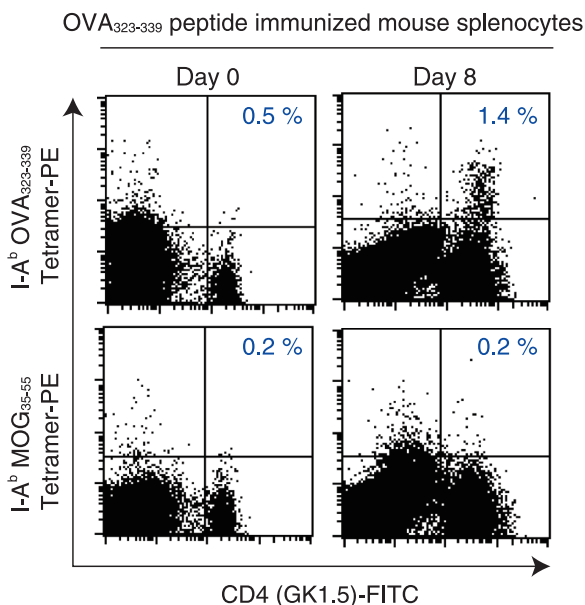 OVA₃₂₃₋₃₃₉ peptide immunized mouse splenocytes
Day 0
Day 8
I-Aᵇ OVA₃₂₃₋₃₃₉
Tetramer-PE
0.5 %
1.4 %
I-Aᵇ MOG₃₅₋₅₅
Tetramer-PE
0.2 %
0.2 %
CD4 (GK1.5)-FITC